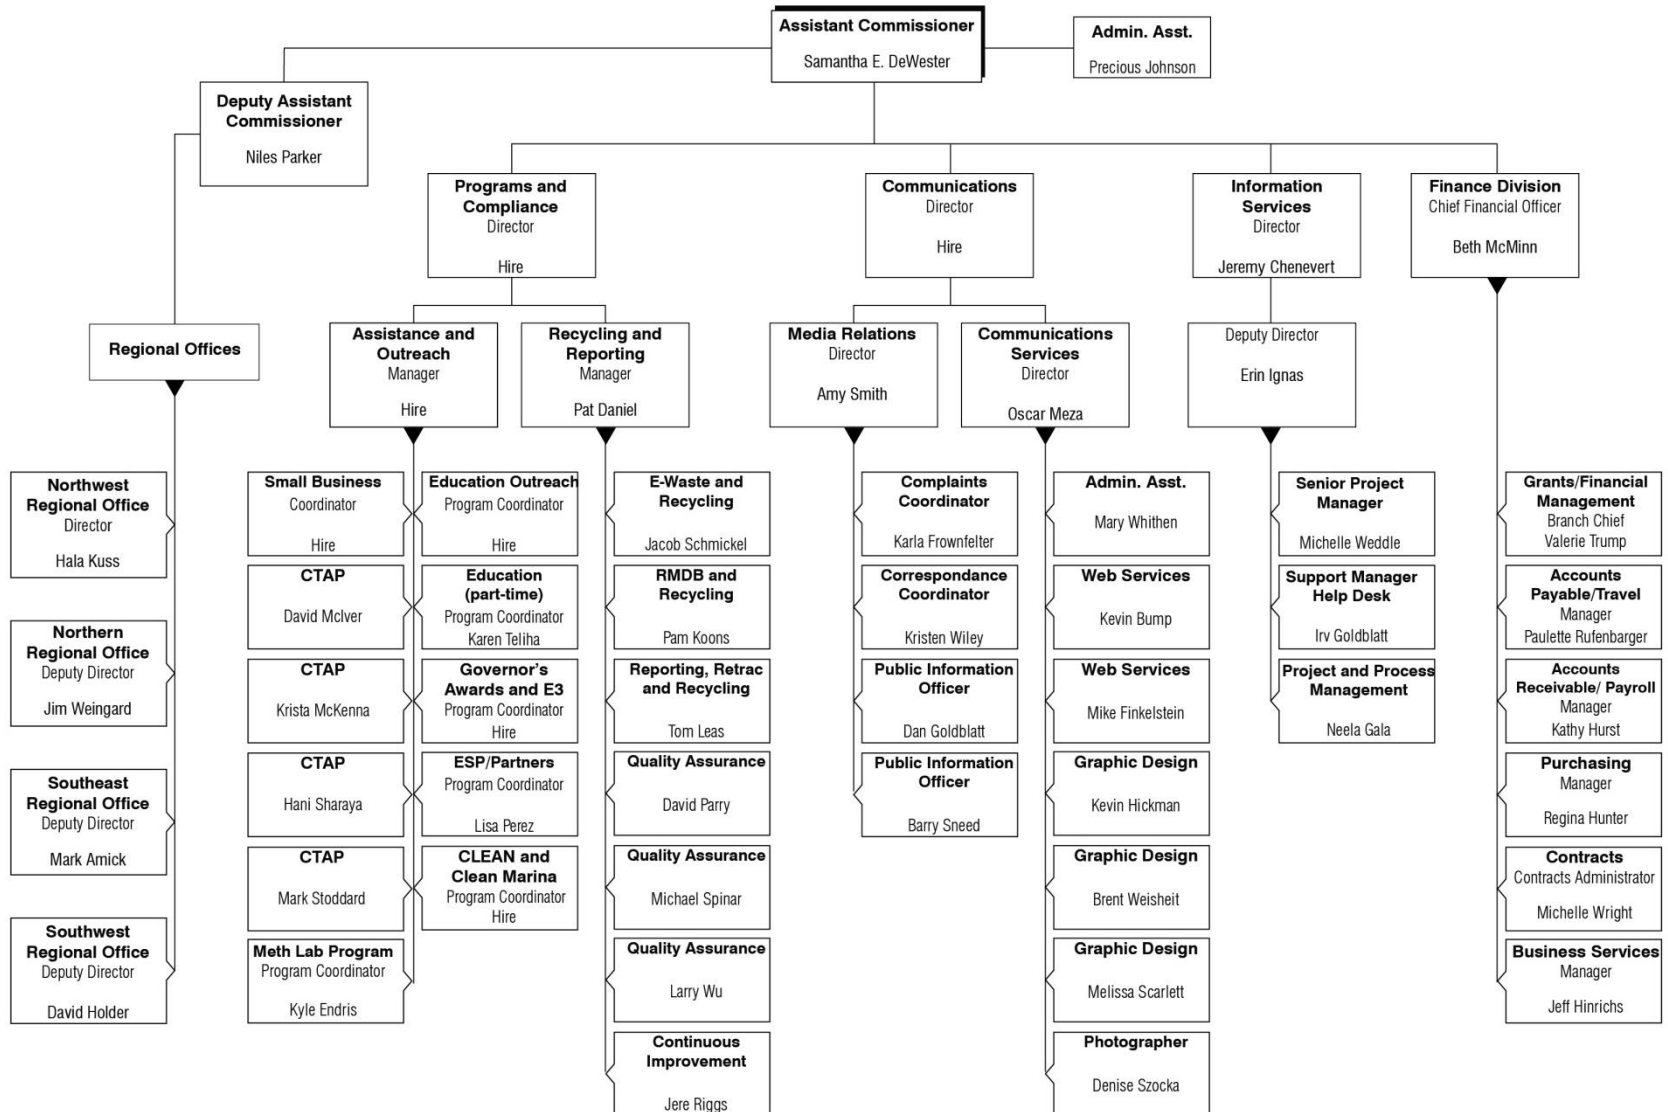 Assistant Commissioner
Samantha E. DeWester
Admin. Asst.
Precious Johnson
Deputy Assistant
Commissioner
Niles Parker
Programs and
Compliance
Director
Hire
Communications
Director
Hire
Information
Services
Director
Jeremy Chenevert
Finance Division
Chief Financial Officer
Beth McMinn
Regional Offices
Assistance and
Outreach
Manager
Hire
Recycling and
Reporting
Manager
Pat Daniel
Media Relations
Director
Amy Smith
Communications
Services
Director
Oscar Meza
Deputy Director
Erin Ignas
Northwest
Regional Office
Director
Hala Kuss
Northern
Regional Office
Deputy Director
Jim Weingard
Southeast
Regional Office
Deputy Director
Mark Amick
Southwest
Regional Office
Deputy Director
David Holder
Small Business
Coordinator
Hire
CTAP
David McIver
CTAP
Krista McKenna
CTAP
Hani Sharaya
CTAP
Mark Stoddard
Meth Lab Program
Program Coordinator
Kyle Endris
Education Outreach
Program Coordinator
Hire
Education
(part-time)
Program Coordinator
Karen Teliha
Governor's
Awards and E3
Program Coordinator
Hire
ESP/Partners
Program Coordinator
Lisa Perez
CLEAN and
Clean Marina
Program Coordinator
Hire
E-Waste and
Recycling
Jacob Schmickel
RMDB and
Recycling
Pam Koons
Reporting, Retrac
and Recycling
Tom Leas
Quality Assurance
David Parry
Quality Assurance
Michael Spinar
Quality Assurance
Larry Wu
Continuous
Improvement
Jere Riggs
Complaints
Coordinator
Karla Frownfelter
Correspondance
Coordinator
Kristen Wiley
Public Information
Officer
Dan Goldblatt
Public Information
Officer
Barry Sneed
Admin. Asst.
Mary Whithen
Web Services
Kevin Bump
Web Services
Mike Finkelstein
Graphic Design
Kevin Hickman
Graphic Design
Brent Weisheit
Graphic Design
Melissa Scarlett
Photographer
Denise Szocka
Senior Project
Manager
Michelle Weddle
Support Manager
Help Desk
Irv Goldblatt
Project and Process
Management
Neela Gala
Grants/Financial
Management
Branch Chief
Valerie Trump
Accounts
Payable/Travel
Manager
Paulette Rufenbarger
Accounts
Receivable/ Payroll
Manager
Kathy Hurst
Purchasing
Manager
Regina Hunter
Contracts
Contracts Administrator
Michelle Wright
Business Services
Manager
Jeff Hinrichs